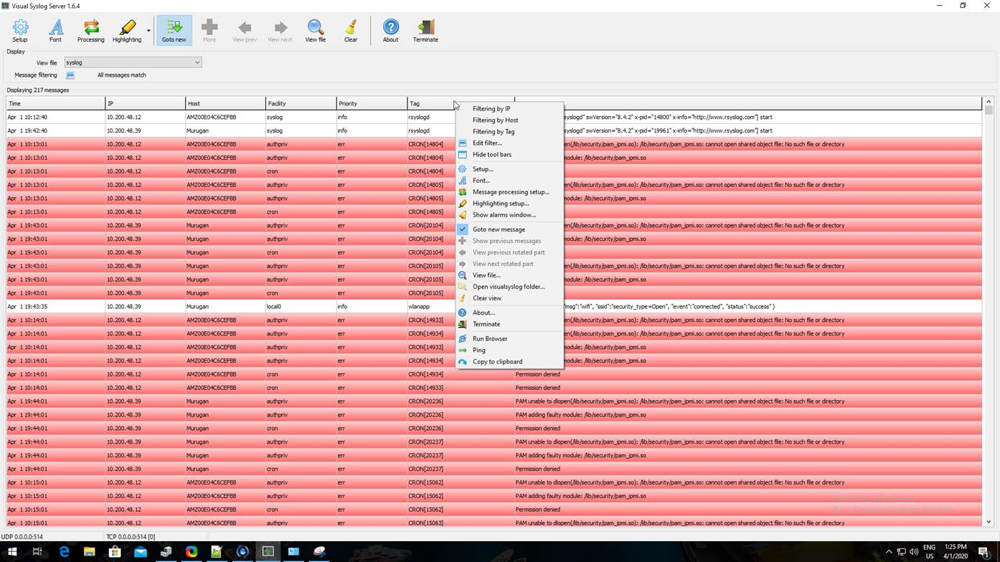 Visual Syslog Server 1.6.4
Setup Font Processing Highlighting Goto new More View prev View next View file Clear About Terminate
Display
View file syslog
Message filtering All messages match
Displaying 217 messages
Time IP Host Facility Priority Tag
Apr 1 10:12:40 10.200.48.12 AMZ00E04C6CEFBB syslog info rsyslogd syslogd" swVersion="8.4.2" x-pid="14800" x-info="http://www.rsyslog.com"] start
Apr 1 19:42:40 10.200.48.39 Murugan syslog info rsyslogd syslogd" swVersion="8.4.2" x-pid="19961" x-info="http://www.rsyslog.com"] start
Apr 1 10:13:01 10.200.48.12 AMZ00E04C6CEFBB authpriv err CRON[14804] open(/lib/security/pam_ipmi.so): /lib/security/pam_ipmi.so: cannot open shared object file: No such file or directory
Apr 1 10:13:01 10.200.48.12 AMZ00E04C6CEFBB authpriv err CRON[14804] module: /lib/security/pam_ipmi.so
Apr 1 10:13:01 10.200.48.12 AMZ00E04C6CEFBB cron err CRON[14804]
Apr 1 10:13:01 10.200.48.12 AMZ00E04C6CEFBB authpriv err CRON[14805] open(/lib/security/pam_ipmi.so): /lib/security/pam_ipmi.so: cannot open shared object file: No such file or directory
Apr 1 10:13:01 10.200.48.12 AMZ00E04C6CEFBB authpriv err CRON[14805] module: /lib/security/pam_ipmi.so
Apr 1 10:13:01 10.200.48.12 AMZ00E04C6CEFBB cron err CRON[14805]
Apr 1 19:43:01 10.200.48.39 Murugan authpriv err CRON[20104] open(/lib/security/pam_ipmi.so): /lib/security/pam_ipmi.so: cannot open shared object file: No such file or directory
Apr 1 19:43:01 10.200.48.39 Murugan authpriv err CRON[20104] module: /lib/security/pam_ipmi.so
Apr 1 19:43:01 10.200.48.39 Murugan cron err CRON[20104]
Apr 1 19:43:01 10.200.48.39 Murugan authpriv err CRON[20105] open(/lib/security/pam_ipmi.so): /lib/security/pam_ipmi.so: cannot open shared object file: No such file or directory
Apr 1 19:43:01 10.200.48.39 Murugan authpriv err CRON[20105] module: /lib/security/pam_ipmi.so
Apr 1 19:43:01 10.200.48.39 Murugan cron err CRON[20105]
Apr 1 19:43:35 10.200.48.39 Murugan local0 info wlanapp "msg":"wifi", "ssid":"security_type=Open", "event":"connected", "status":"success" }
Apr 1 10:14:01 10.200.48.12 AMZ00E04C6CEFBB authpriv err CRON[14933] open(/lib/security/pam_ipmi.so): /lib/security/pam_ipmi.so: cannot open shared object file: No such file or directory
Apr 1 10:14:01 10.200.48.12 AMZ00E04C6CEFBB authpriv err CRON[14934] open(/lib/security/pam_ipmi.so): /lib/security/pam_ipmi.so: cannot open shared object file: No such file or directory
Apr 1 10:14:01 10.200.48.12 AMZ00E04C6CEFBB authpriv err CRON[14933] module: /lib/security/pam_ipmi.so
Apr 1 10:14:01 10.200.48.12 AMZ00E04C6CEFBB authpriv err CRON[14934] module: /lib/security/pam_ipmi.so
Apr 1 10:14:01 10.200.48.12 AMZ00E04C6CEFBB cron err CRON[14934] Permission denied
Apr 1 10:14:01 10.200.48.12 AMZ00E04C6CEFBB cron err CRON[14933] Permission denied
Apr 1 19:44:01 10.200.48.39 Murugan authpriv err CRON[20236] PAM unable to dlopen(/lib/security/pam_ipmi.so): /lib/security/pam_ipmi.so: cannot open shared object file: No such file or directory
Apr 1 19:44:01 10.200.48.39 Murugan authpriv err CRON[20236] PAM adding faulty module: /lib/security/pam_ipmi.so
Apr 1 19:44:01 10.200.48.39 Murugan cron err CRON[20236] Permission denied
Apr 1 19:44:01 10.200.48.39 Murugan authpriv err CRON[20237] PAM unable to dlopen(/lib/security/pam_ipmi.so): /lib/security/pam_ipmi.so: cannot open shared object file: No such file or directory
Apr 1 19:44:01 10.200.48.39 Murugan authpriv err CRON[20237] PAM adding faulty module: /lib/security/pam_ipmi.so
Apr 1 19:44:01 10.200.48.39 Murugan cron err CRON[20237] Permission denied
Apr 1 10:15:01 10.200.48.12 AMZ00E04C6CEFBB authpriv err CRON[15062] PAM unable to dlopen(/lib/security/pam_ipmi.so): /lib/security/pam_ipmi.so: cannot open shared object file: No such file or directory
Apr 1 10:15:01 10.200.48.12 AMZ00E04C6CEFBB authpriv err CRON[15062] PAM adding faulty module: /lib/security/pam_ipmi.so
Apr 1 10:15:01 10.200.48.12 AMZ00E04C6CEFBB cron err CRON[15062] Permission denied
Apr 1 10:15:01 10.200.48.12 AMZ00E04C6CEFBB authpriv err CRON[15063] PAM unable to dlopen(/lib/security/pam_ipmi.so): /lib/security/pam_ipmi.so: cannot open shared object file: No such file or directory
Filtering by IP
Filtering by Host
Filtering by Tag
Edit filter...
Hide tool bars
Setup...
Font...
Message processing setup...
Highlighting setup...
Show alarms window...
Goto new message
Show previous messages
View previous rotated part
View next rotated part
View file...
Open visualsyslog folder...
Clear view
About...
Terminate
Run Browser
Ping
Copy to clipboard
UDP 0.0.0.0:514 TCP 0.0.0.0:514 [0]
ENG
US
1:25 PM
4/1/2020